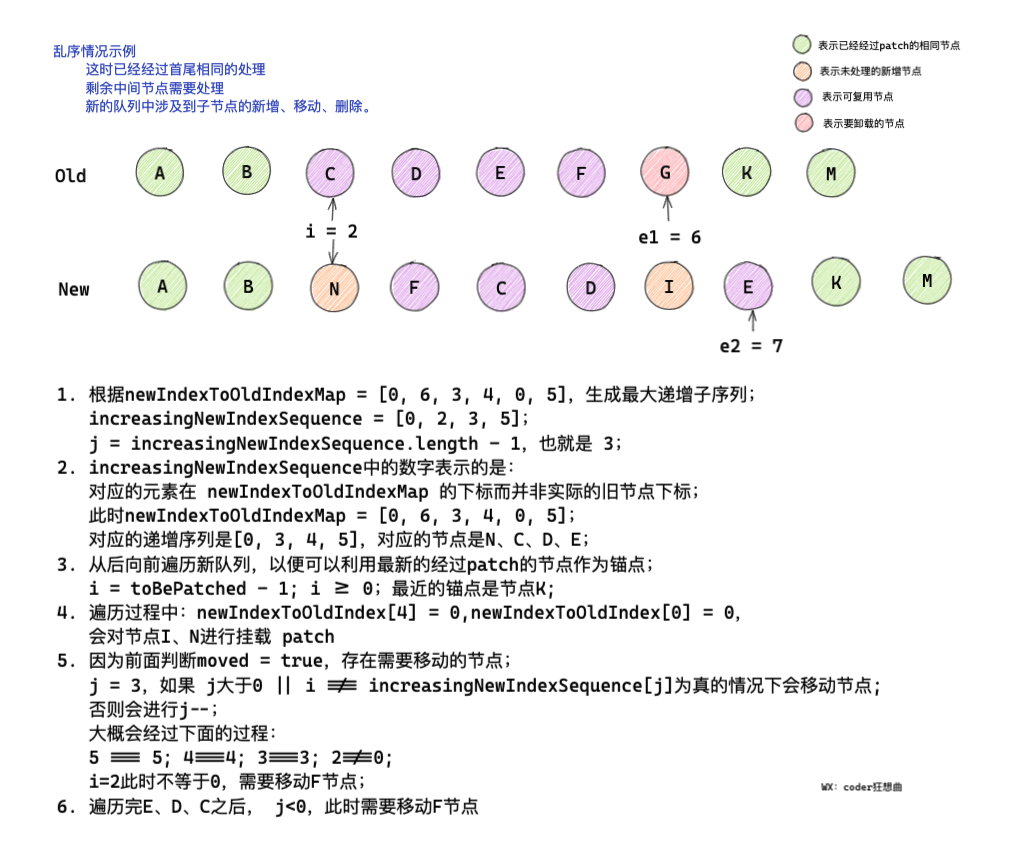 乱序情况示例
这时已经经过首尾相同的处理
剩余中间节点需要处理
新的队列中涉及到子节点的新增、移动、删除。
表示已经经过patch的相同节点
表示未处理的新增节点
表示可复用节点
表示要卸载的节点
Old A B C D E F G K M
i = 2
e1 = 6
New A B N F C D I E K M
e2 = 7
1. 根据newIndexToOldIndexMap = [0, 6, 3, 4, 0, 5], 生成最大递增子序列;
increasingNewIndexSequence = [0, 2, 3, 5];
j = increasingNewIndexSequence.length - 1, 也就是 3;
2. increasingNewIndexSequence中的数字表示的是:
对应的元素在 newIndexToOldIndexMap 的下标而并非实际的旧节点下标;
此时newIndexToOldIndexMap = [0, 6, 3, 4, 0, 5];
对应的递增序列是[0, 3, 4, 5], 对应的节点是N、C、D、E;
3. 从后向前遍历新队列, 以便可以利用最新的经过patch的节点作为锚点;
i = toBePatched - 1; i ≥ 0; 最近的锚点是节点K;
4. 遍历过程中: newIndexToOldIndex[4] = 0,newIndexToOldIndex[0] = 0,
会对节点I、N进行挂载 patch
5. 因为前面判断moved = true, 存在需要移动的节点;
j = 3, 如果 j大于0 || i !== increasingNewIndexSequence[j]为真的情况下会移动节点;
否则会进行j--;
大概会经过下面的过程:
5 === 5; 4===4; 3===3; 2!==0;
i=2此时不等于0, 需要移动F节点;
6. 遍历完E、D、C之后, j<0, 此时需要移动F节点
WX: coder狂想曲